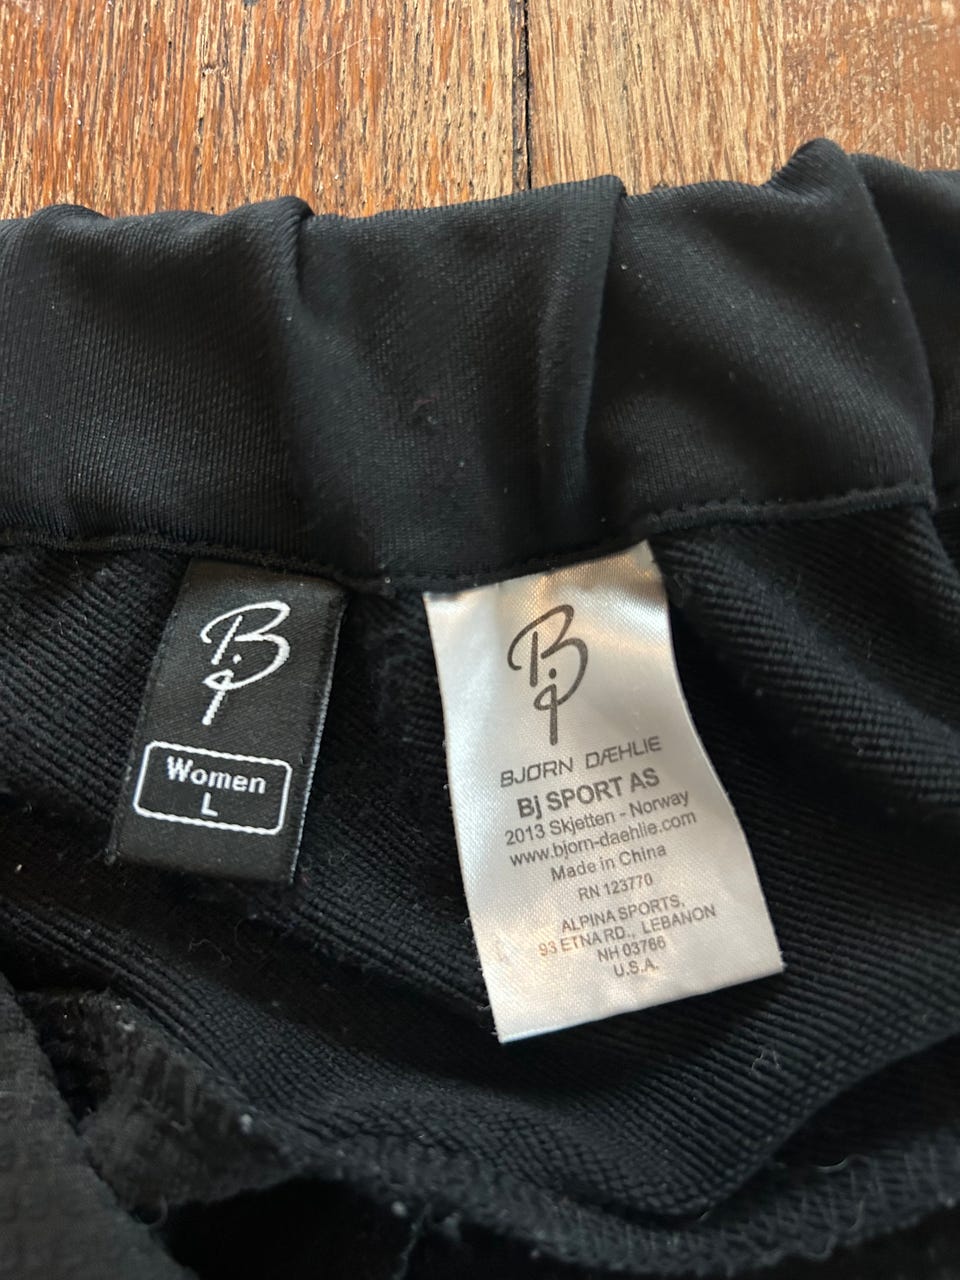 Bj
Women
L
Bj
BJØRN DÆHLIE
Bj SPORT AS
2013 Skjetten - Norway
www.bjorn-daehlie.com
Made in China
RN 123770
ALPINA SPORTS,
93 ETNA RD., LEBANON
NH 03766
U.S.A.